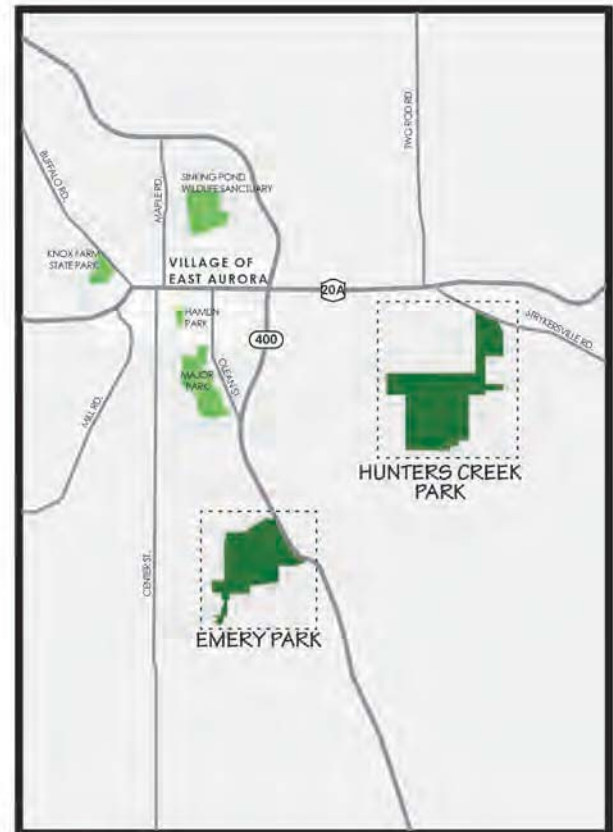 TWO ROD RD.
BUFFALO RD.
MAPLE RD.
SINKING POND
WILDLIFE SANCTUARY
KNOX FARM
STATE PARK
VILLAGE OF
EAST AURORA
20A
HAMLIN
PARK
400
STRYKERSVILLE RD.
MAJOR
PARK
OLEAN ST.
MILL RD.
HUNTERS CREEK
PARK
CENTER ST.
EMERY PARK